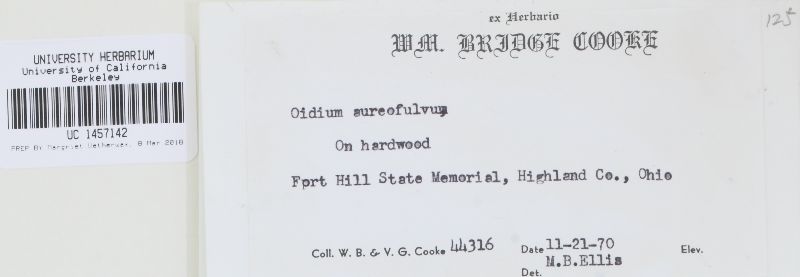 ex Herbario
125
WM. BRIDGE COOKE
UNIVERSITY HERBARIUM
University of California
Berkeley
UC 1457142
PREP BY Margriet Wetherwax, 8 Mar 2018
Oidium aureofulvum
On hardwood
Fort Hill State Memorial, Highland Co., Ohio
Coll. W. B. & V. G. Cooke 44316 Date 11-21-70 Elev.
Det. M.B.Ellis